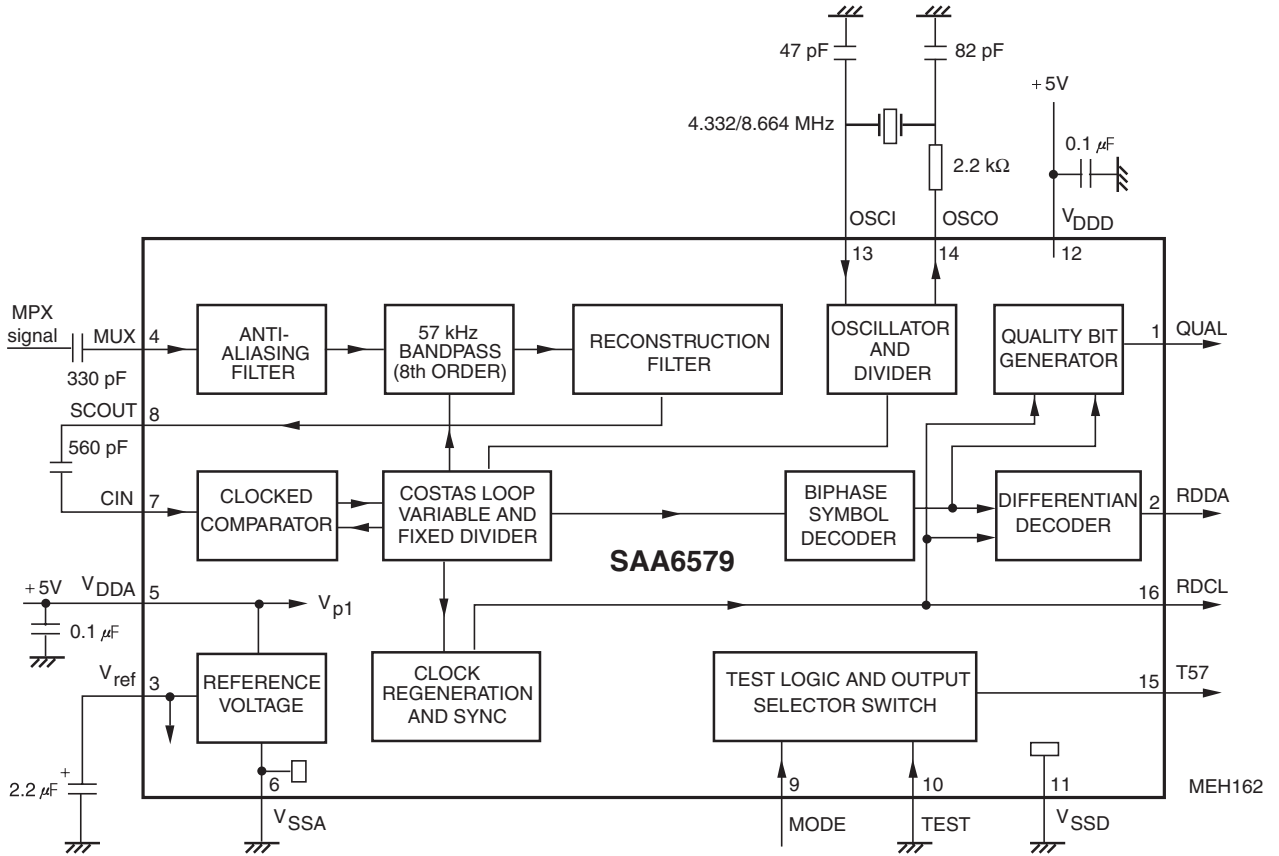 47 pF
82 pF
+5V
4.332/8.664 MHz
0.1 μF
2.2 kΩ
OSCI
OSCO
VDDD
13
14
12
MPX
signal
MUX
4
330 pF
ANTI-
ALIASING
FILTER
57 kHz
BANDPASS
(8th ORDER)
RECONSTRUCTION
FILTER
OSCILLATOR
AND
DIVIDER
QUALITY BIT
GENERATOR
1
QUAL
SCOUT
8
560 pF
CIN
7
CLOCKED
COMPARATOR
COSTAS LOOP
VARIABLE AND
FIXED DIVIDER
BIPHASE
SYMBOL
DECODER
DIFFERENTIAN
DECODER
2
RDDA
SAA6579
+5V
VDDA
5
Vp1
0.1 μF
16
RDCL
Vref
3
REFERENCE
VOLTAGE
CLOCK
REGENERATION
AND SYNC
TEST LOGIC AND OUTPUT
SELECTOR SWITCH
15
T57
2.2 μF
+
6
9
10
11
MEH162
VSSA
MODE
TEST
VSSD